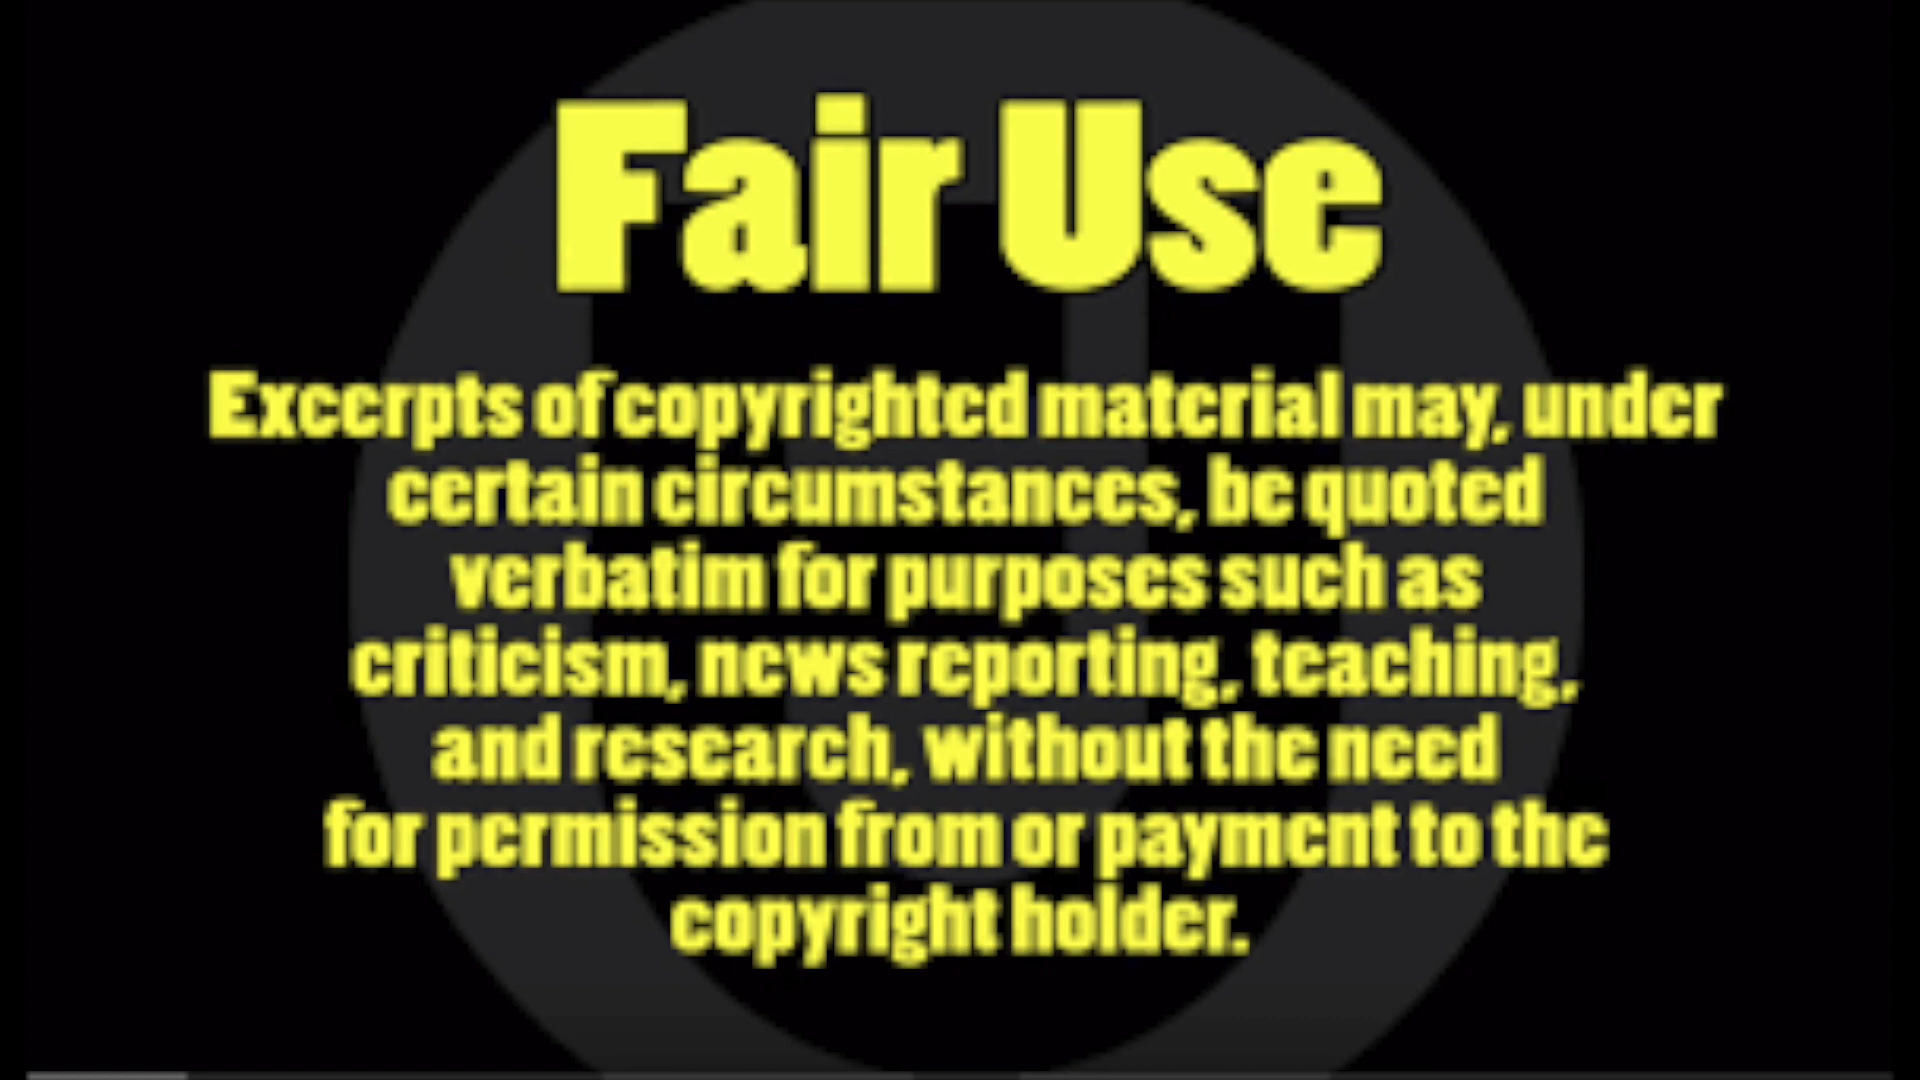 Fair Use
Excerpts of copyrighted material may, under
certain circumstances, be quoted
verbatim for purposes such as
criticism, news reporting, teaching,
and research, without the need
for permission from or payment to the
copyright holder.